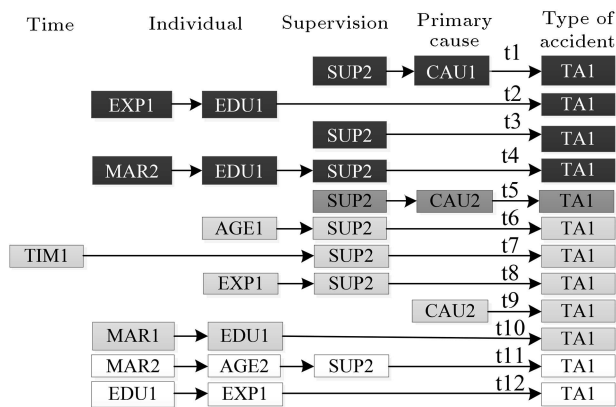 Time Individual Supervision Primary cause Type of accident
SUP2 CAU1 t1 TA1
EXP1 EDU1 t2 TA1
SUP2 t3 TA1
MAR2 EDU1 SUP2 t4 TA1
SUP2 CAU2 t5 TA1
AGE1 SUP2 t6 TA1
TIM1 SUP2 t7 TA1
EXP1 SUP2 t8 TA1
CAU2 t9 TA1
MAR1 EDU1 t10 TA1
MAR2 AGE2 SUP2 t11 TA1
EDU1 EXP1 t12 TA1